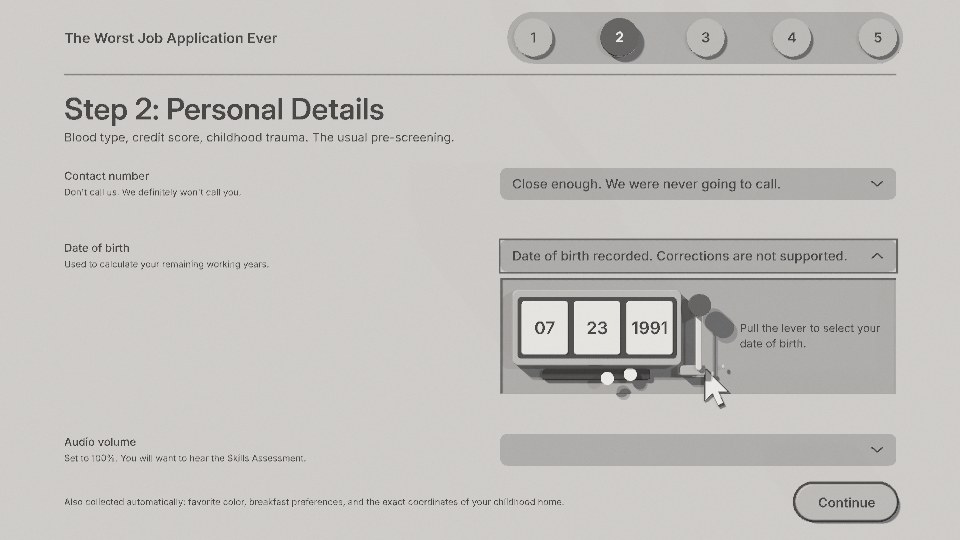 The Worst Job Application Ever
1 2 3 4 5
Step 2: Personal Details
Blood type, credit score, childhood trauma. The usual pre-screening.
Contact number
Don't call us. We definitely won't call you.
Close enough. We were never going to call.
Date of birth
Used to calculate your remaining working years.
Date of birth recorded. Corrections are not supported.
07 23 1991
Pull the lever to select your
date of birth.
Audio volume
Set to 100%. You will want to hear the Skills Assessment.
Also collected automatically: favorite color, breakfast preferences, and the exact coordinates of your childhood home.
Continue